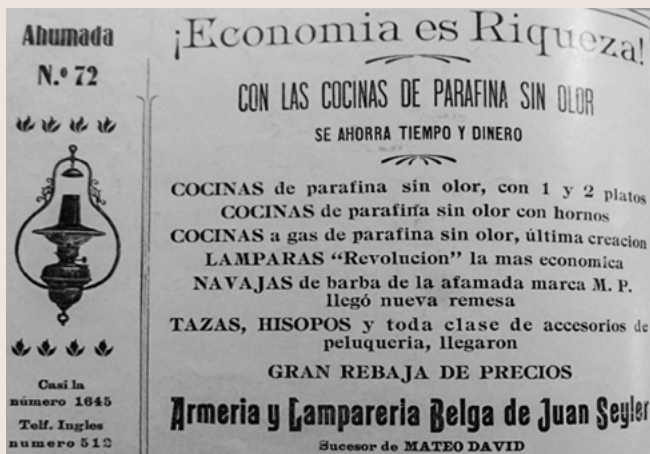 Ahumada
N.º 72
Casi la
número 1645
Telf. Ingles
numero 512
¡Economia es Riqueza!
CON LAS COCINAS DE PARAFINA SIN OLOR
SE AHORRA TIEMPO Y DINERO
COCINAS de parafina sin olor, con 1 y 2 platos
COCINAS de parafina sin olor con hornos
COCINAS a gas de parafina sin olor, última creacion
LAMPARAS “Revolucion” la mas economica
NAVAJAS de barba de la afamada marca M. P.
llegó nueva remesa
TAZAS, HISOPOS y toda clase de accesorios de
peluqueria, llegaron
GRAN REBAJA DE PRECIOS
Armeria y Lampareria Belga de Juan Seyler
Sucesor de MATEO DAVID